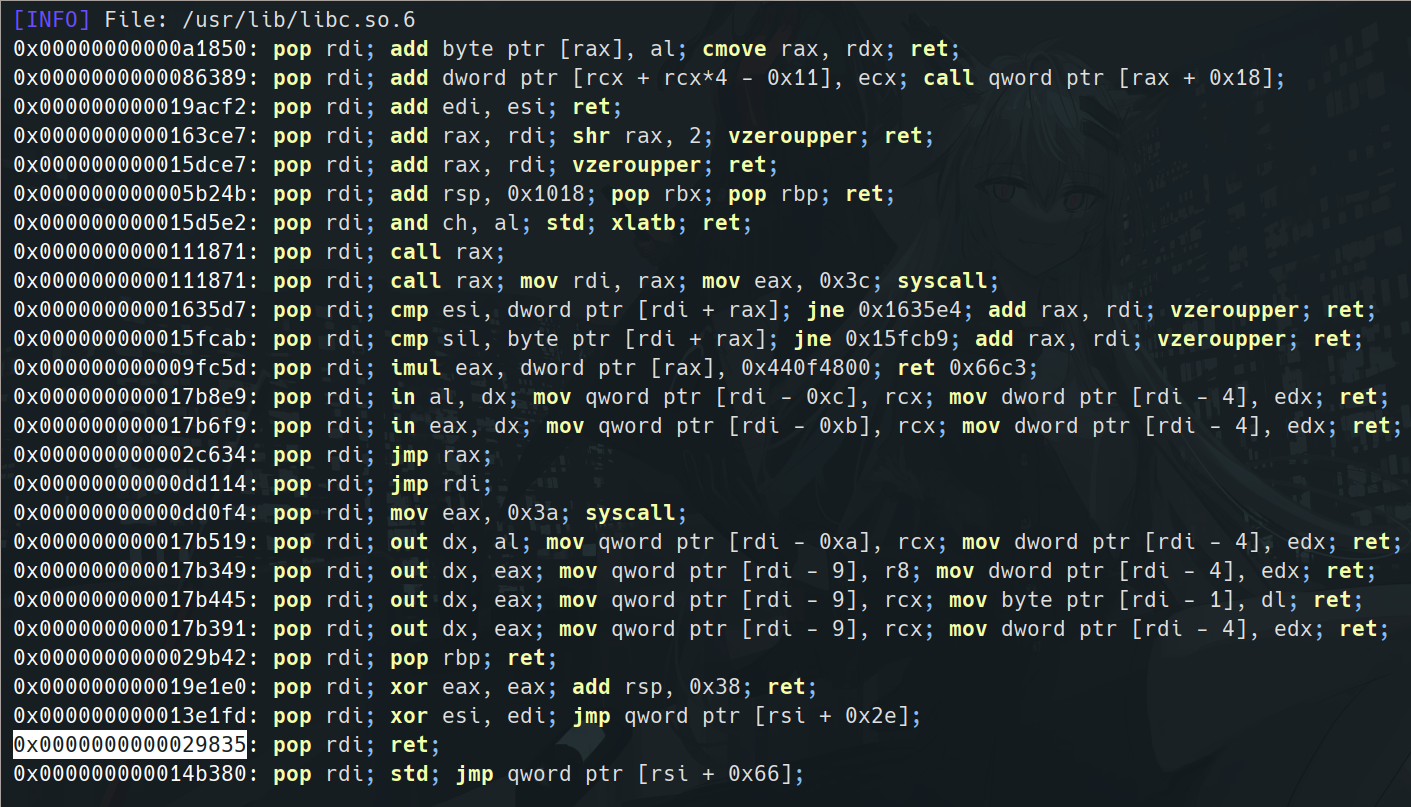 [INFO] File: /usr/lib/libc.so.6
0x00000000000a1850: pop rdi; add byte ptr [rax], al; cmove rax, rdx; ret;
0x0000000000086389: pop rdi; add dword ptr [rcx + rcx*4 - 0x11], ecx; call qword ptr [rax + 0x18];
0x000000000019acf2: pop rdi; add edi, esi; ret;
0x0000000000163ce7: pop rdi; add rax, rdi; shr rax, 2; vzeroupper; ret;
0x000000000015dce7: pop rdi; add rax, rdi; vzeroupper; ret;
0x000000000005b24b: pop rdi; add rsp, 0x1018; pop rbx; pop rbp; ret;
0x000000000015d5e2: pop rdi; and ch, al; std; xlatb; ret;
0x0000000000111871: pop rdi; call rax;
0x0000000000111871: pop rdi; call rax; mov rdi, rax; mov eax, 0x3c; syscall;
0x00000000001635d7: pop rdi; cmp esi, dword ptr [rdi + rax]; jne 0x1635e4; add rax, rdi; vzeroupper; ret;
0x000000000015fcab: pop rdi; cmp sil, byte ptr [rdi + rax]; jne 0x15fcb9; add rax, rdi; vzeroupper; ret;
0x000000000009fc5d: pop rdi; imul eax, dword ptr [rax], 0x440f4800; ret 0x66c3;
0x000000000017b8e9: pop rdi; in al, dx; mov qword ptr [rdi - 0xc], rcx; mov dword ptr [rdi - 4], edx; ret;
0x000000000017b6f9: pop rdi; in eax, dx; mov qword ptr [rdi - 0xb], rcx; mov dword ptr [rdi - 4], edx; ret;
0x000000000002c634: pop rdi; jmp rax;
0x00000000000dd114: pop rdi; jmp rdi;
0x00000000000dd0f4: pop rdi; mov eax, 0x3a; syscall;
0x000000000017b519: pop rdi; out dx, al; mov qword ptr [rdi - 0xa], rcx; mov dword ptr [rdi - 4], edx; ret;
0x000000000017b349: pop rdi; out dx, eax; mov qword ptr [rdi - 9], r8; mov dword ptr [rdi - 4], edx; ret;
0x000000000017b445: pop rdi; out dx, eax; mov qword ptr [rdi - 9], rcx; mov byte ptr [rdi - 1], dl; ret;
0x000000000017b391: pop rdi; out dx, eax; mov qword ptr [rdi - 9], rcx; mov dword ptr [rdi - 4], edx; ret;
0x0000000000029b42: pop rdi; pop rbp; ret;
0x000000000019e1e0: pop rdi; xor eax, eax; add rsp, 0x38; ret;
0x000000000013e1fd: pop rdi; xor esi, edi; jmp qword ptr [rsi + 0x2e];
0x0000000000029835: pop rdi; ret;
0x000000000014b380: pop rdi; std; jmp qword ptr [rsi + 0x66];